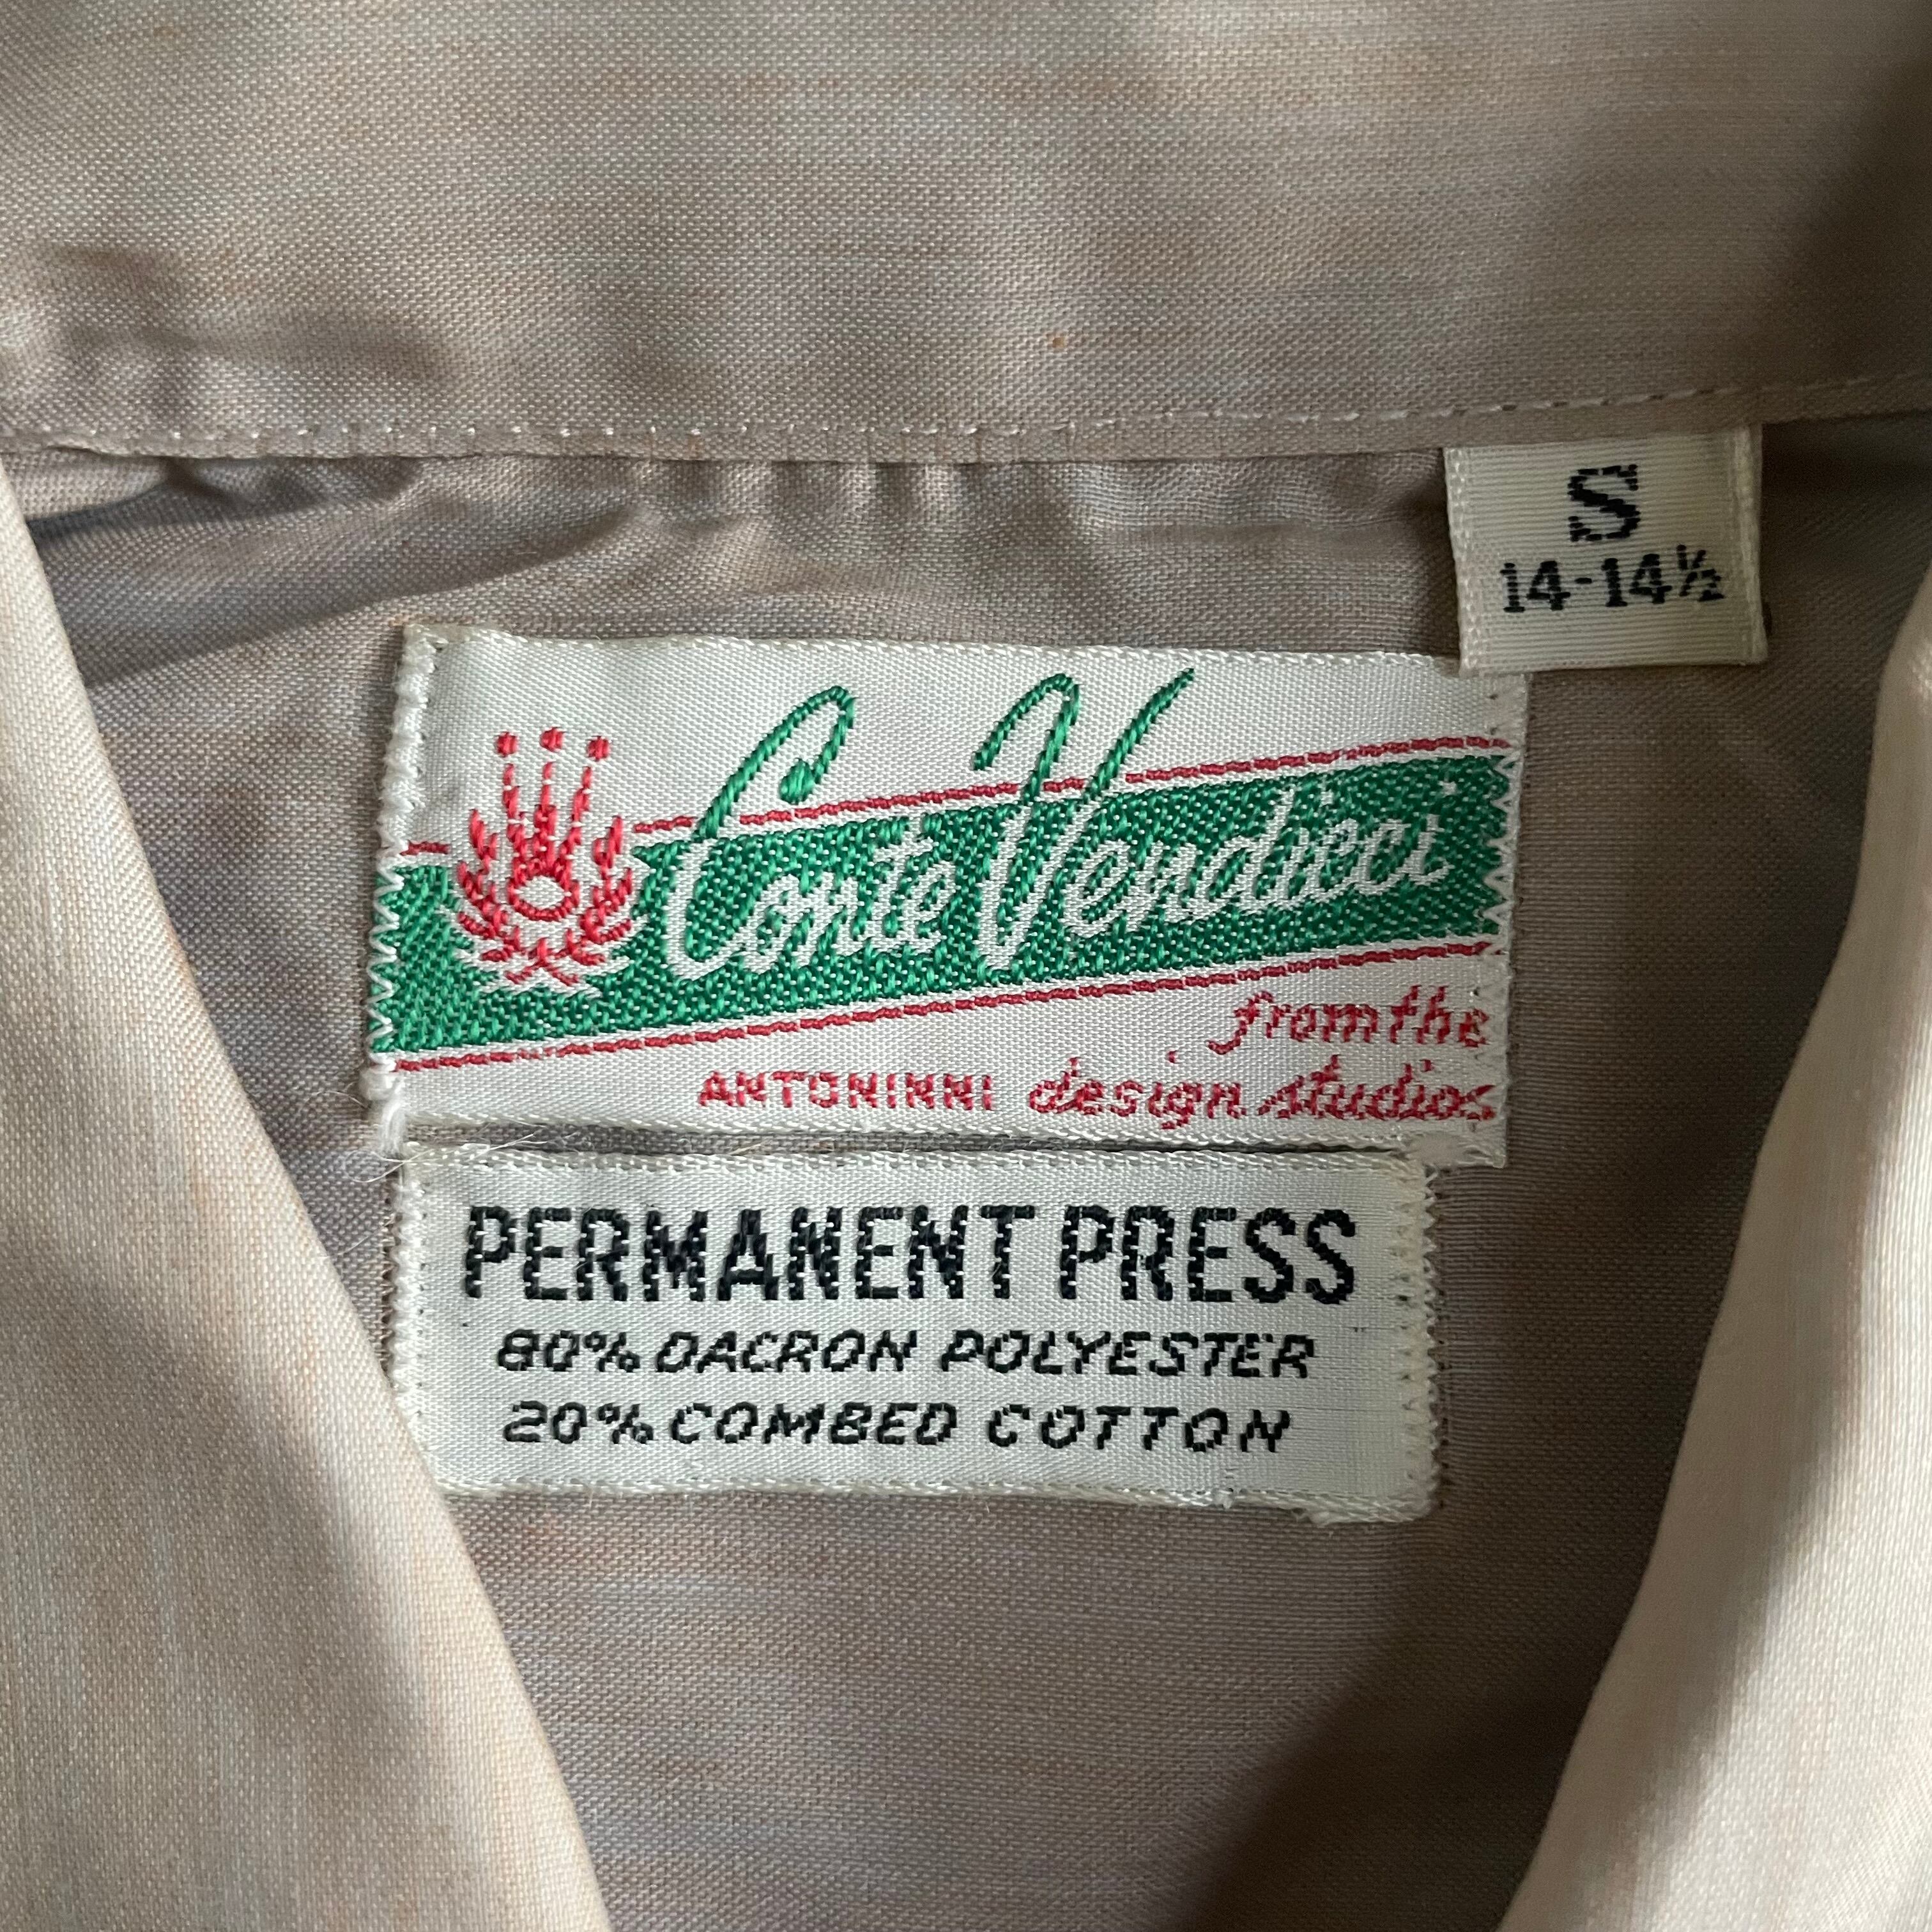 S
14-14½
Conte Verdicci
from the
ANTONINNI design studios
PERMANENT PRESS
80% DACRON POLYESTER
20% COMBED COTTON